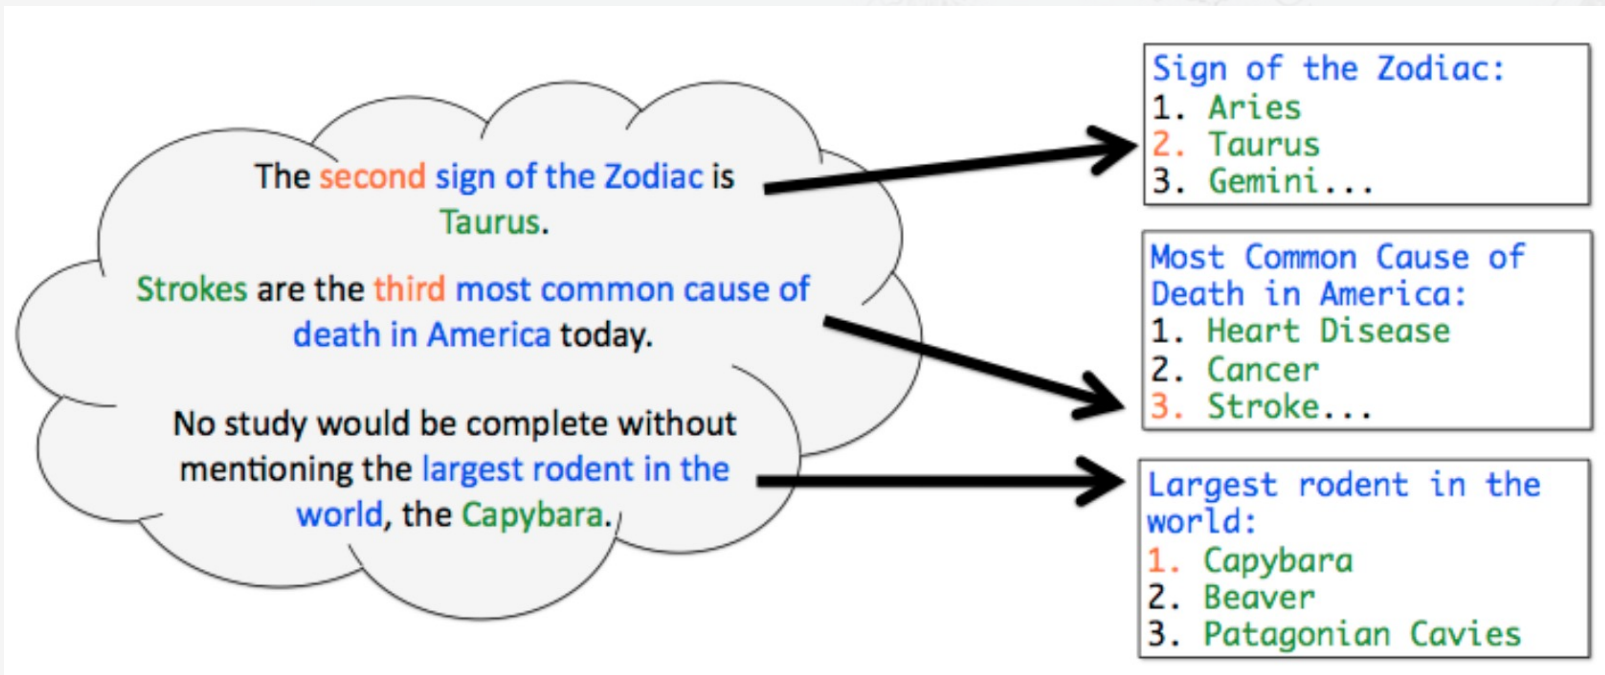 The second sign of the Zodiac is
Taurus.
Strokes are the third most common cause of
death in America today.
No study would be complete without
mentioning the largest rodent in the
world, the Capybara.
Sign of the Zodiac:
1. Aries
2. Taurus
3. Gemini...
Most Common Cause of
Death in America:
1. Heart Disease
2. Cancer
3. Stroke...
Largest rodent in the
world:
1. Capybara
2. Beaver
3. Patagonian Cavies